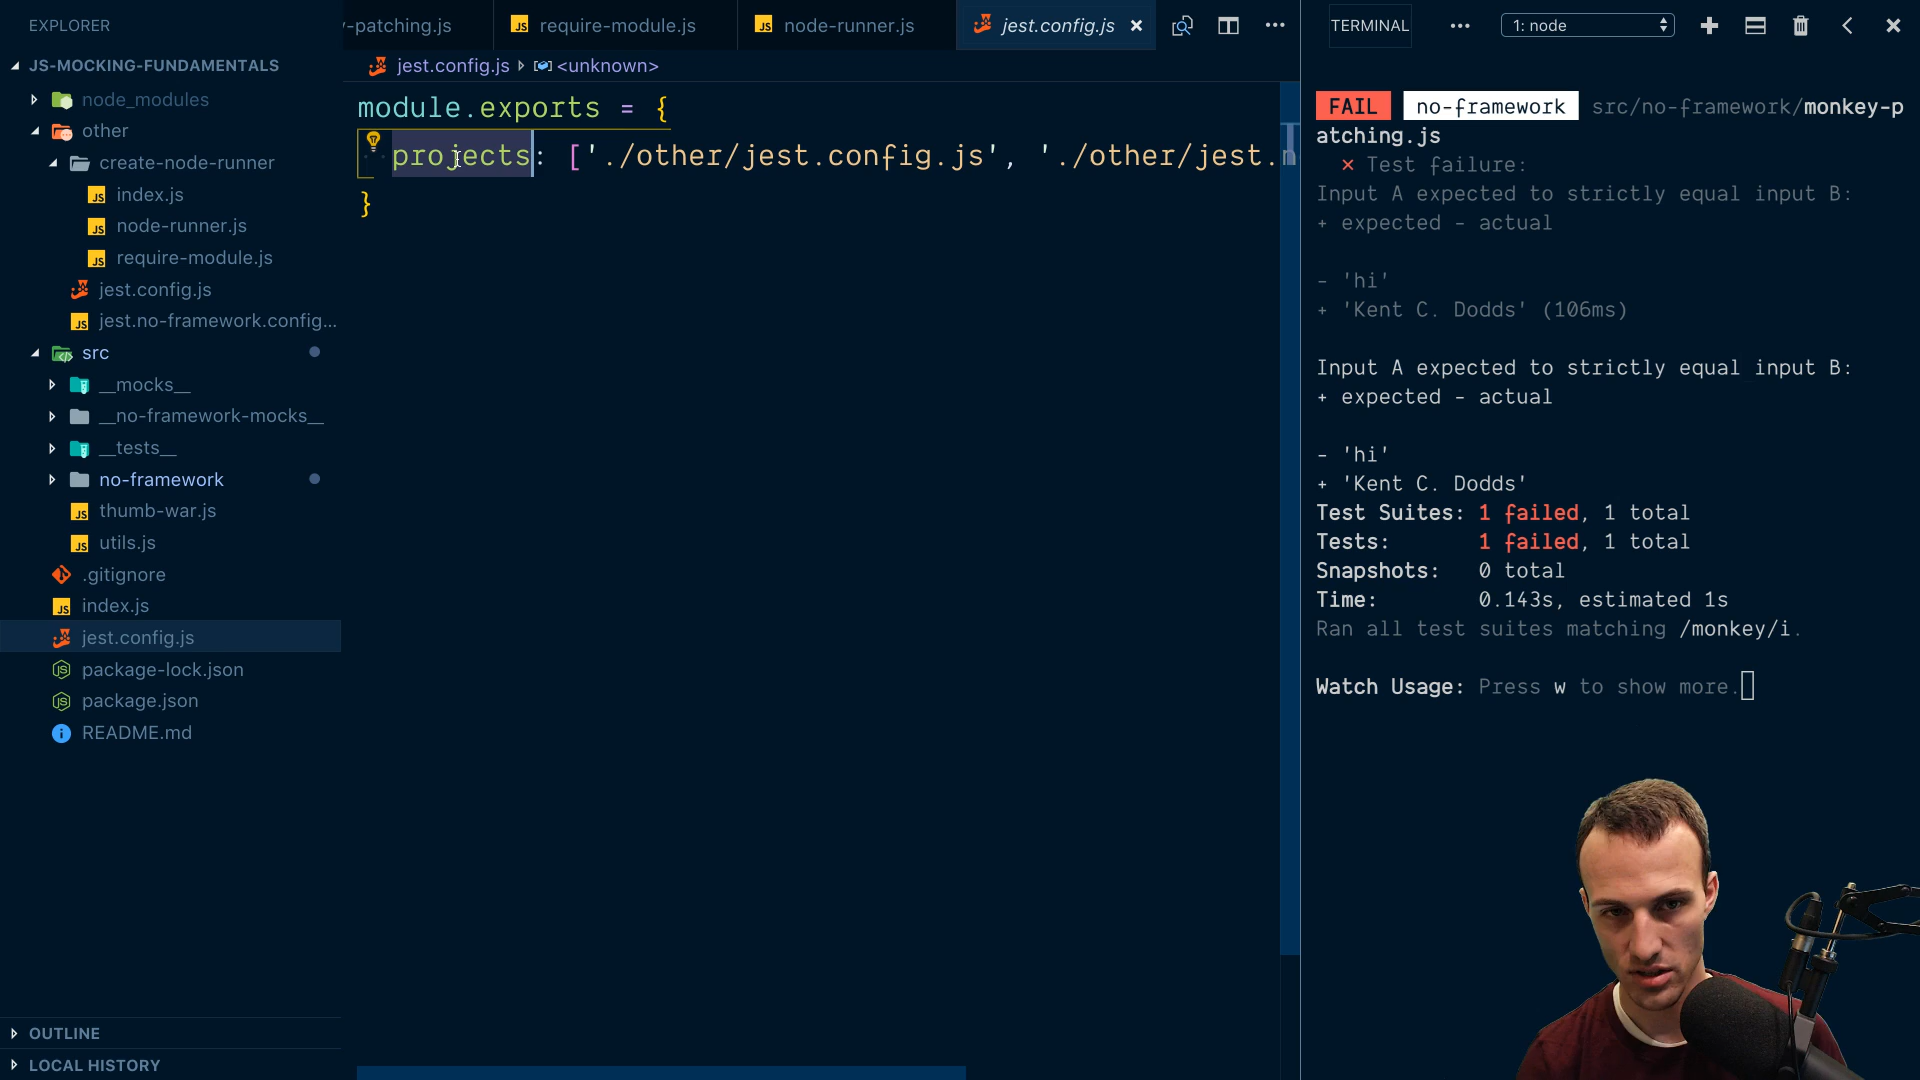 EXPLORER
JS-MOCKING-FUNDAMENTALS
node_modules
other
create-node-runner
index.js
node-runner.js
require-module.js
jest.config.js
jest.no-framework.config...
src
__mocks__
__no-framework-mocks__
__tests__
no-framework
thumb-war.js
utils.js
.gitignore
index.js
jest.config.js
package-lock.json
package.json
README.md
OUTLINE
LOCAL HISTORY
-patching.js
require-module.js
node-runner.js
jest.config.js
jest.config.js <unknown>
module.exports = {
projects: ['./other/jest.config.js', './other/jest.n
}
TERMINAL
1: node
FAIL no-framework src/no-framework/monkey-p
atching.js
✕ Test failure:
Input A expected to strictly equal input B:
+ expected - actual
- 'hi'
+ 'Kent C. Dodds' (106ms)
Input A expected to strictly equal input B:
+ expected - actual
- 'hi'
+ 'Kent C. Dodds'
Test Suites: 1 failed, 1 total
Tests: 1 failed, 1 total
Snapshots: 0 total
Time: 0.143s, estimated 1s
Ran all test suites matching /monkey/i.
Watch Usage: Press w to show more.